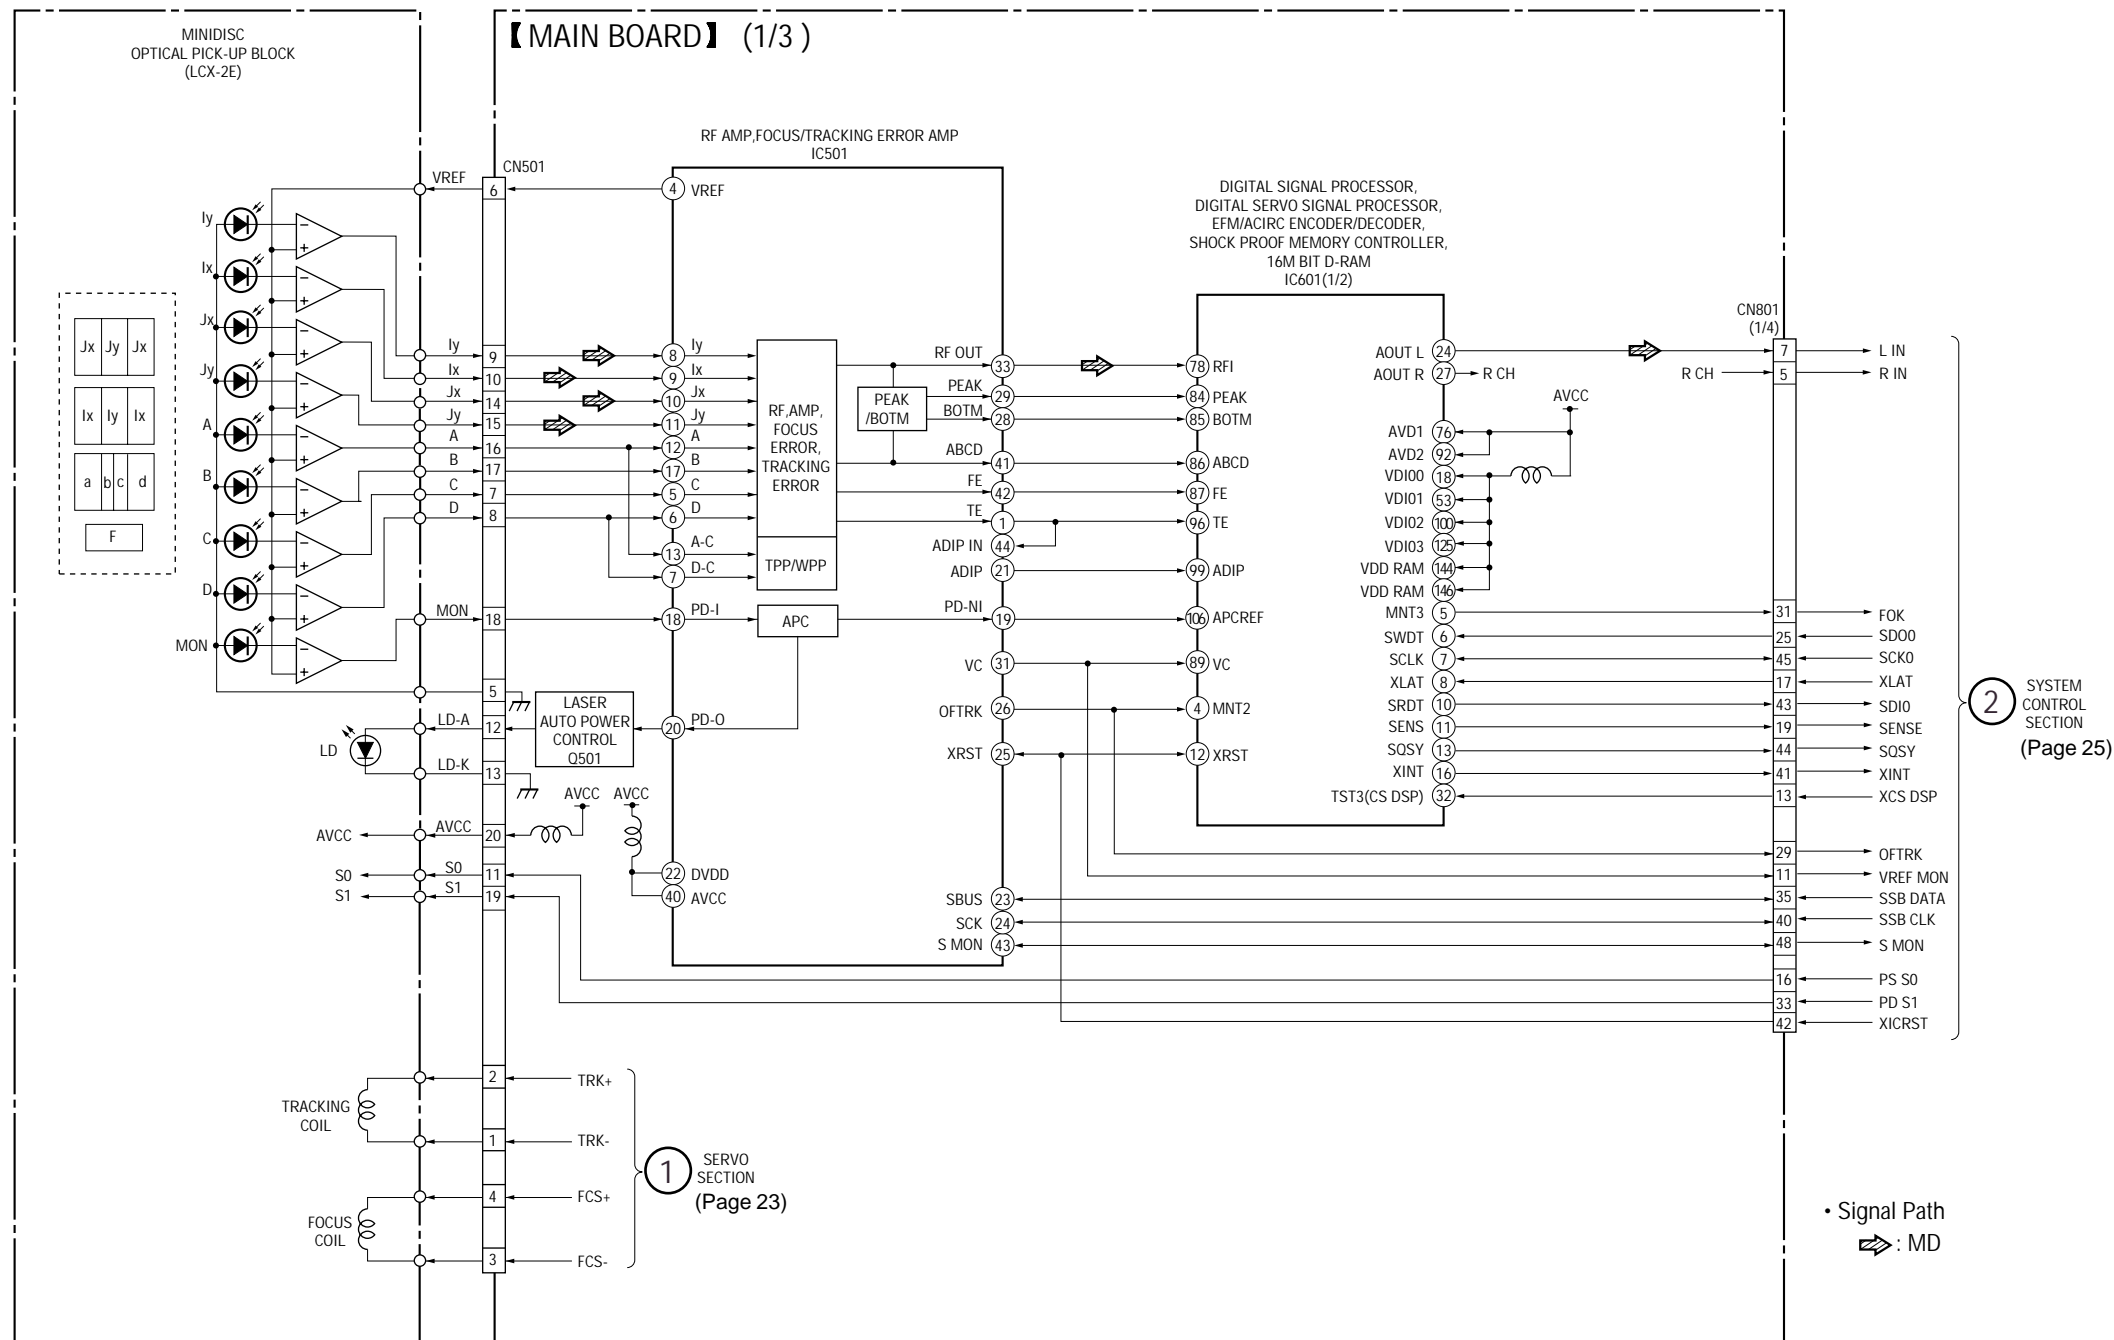 MINIDISC
OPTICAL PICK-UP BLOCK
(LCX-2E)
【MAIN BOARD】 (1/3 )
RF AMP,FOCUS/TRACKING ERROR AMP
IC501
DIGITAL SIGNAL PROCESSOR,
DIGITAL SERVO SIGNAL PROCESSOR,
EFM/ACIRC ENCODER/DECODER,
SHOCK PROOF MEMORY CONTROLLER,
16M BIT D-RAM
IC601(1/2)
CN501
CN801
(1/4)
VREF 6 4 VREF
Iy
Ix
Jx
Jy
A
B
C
D
MON
Jx Jy Jx
Ix Iy Ix
a b c d
F
Iy 9 8 Iy
Ix 10 9 Ix
Jx 14 10 Jx
Jy 15 11 Jy
A 16 12 A
B 17 17 B
C 7 5 C
D 8 6 D
13 A-C
7 D-C
MON 18 18 PD-I
RF,AMP,
FOCUS
ERROR,
TRACKING
ERROR
TPP/WPP
APC
PEAK
/BOTM
RF OUT 33 78 RFI
PEAK 29 84 PEAK
BOTM 28 85 BOTM
ABCD 41 86 ABCD
FE 42 87 FE
TE 1 96 TE
ADIP IN 44
ADIP 21 99 ADIP
PD-NI 19 106 APCREF
VC 31 89 VC
OFTRK 26 4 MNT2
XRST 25 12 XRST
AOUT L 24 7 L IN
AOUT R 27 R CH R CH 5 R IN
AVCC
AVD1 76
AVD2 92
VDI00 18
VDI01 53
VDI02 100
VDI03 125
VDD RAM 144
VDD RAM 146
MNT3 5 31 FOK
SWDT 6 25 SDO0
SCLK 7 45 SCK0
XLAT 8 17 XLAT
SRDT 10 43 SDI0
SENS 11 19 SENSE
SQSY 13 44 SQSY
XINT 16 41 XINT
TST3(CS DSP) 32 13 XCS DSP
5
LASER
AUTO POWER
CONTROL
Q501
LD
LD-A 12 20 PD-O
LD-K 13
AVCC AVCC
AVCC AVCC 20
S0 S0 11
S1 S1 19
22 DVDD
40 AVCC
29 OFTRK
11 VREF MON
SBUS 23 35 SSB DATA
SCK 24 40 SSB CLK
S MON 43 48 S MON
16 PS S0
33 PD S1
42 XICRST
2
SYSTEM
CONTROL
SECTION
(Page 25)
TRACKING
COIL
2 TRK+
1 TRK-
FOCUS
COIL
4 FCS+
3 FCS-
1
SERVO
SECTION
(Page 23)
• Signal Path
: MD